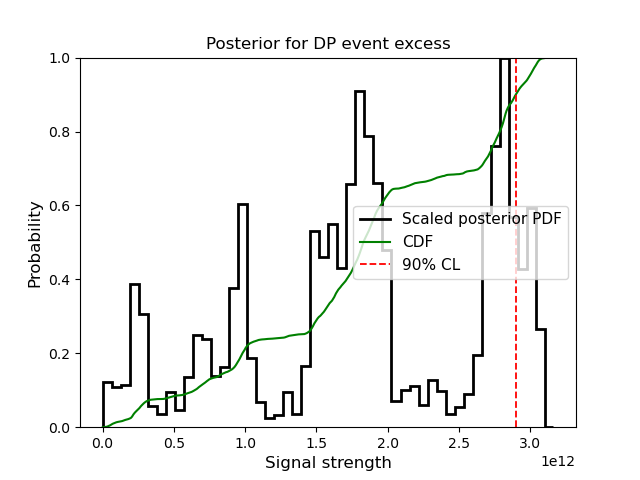 Posterior for DP event excess
Probability
1.0
0.8
0.6
0.4
0.2
0.0
Scaled posterior PDF
CDF
90% CL
0.0 0.5 1.0 1.5 2.0 2.5 3.0
1e12
Signal strength